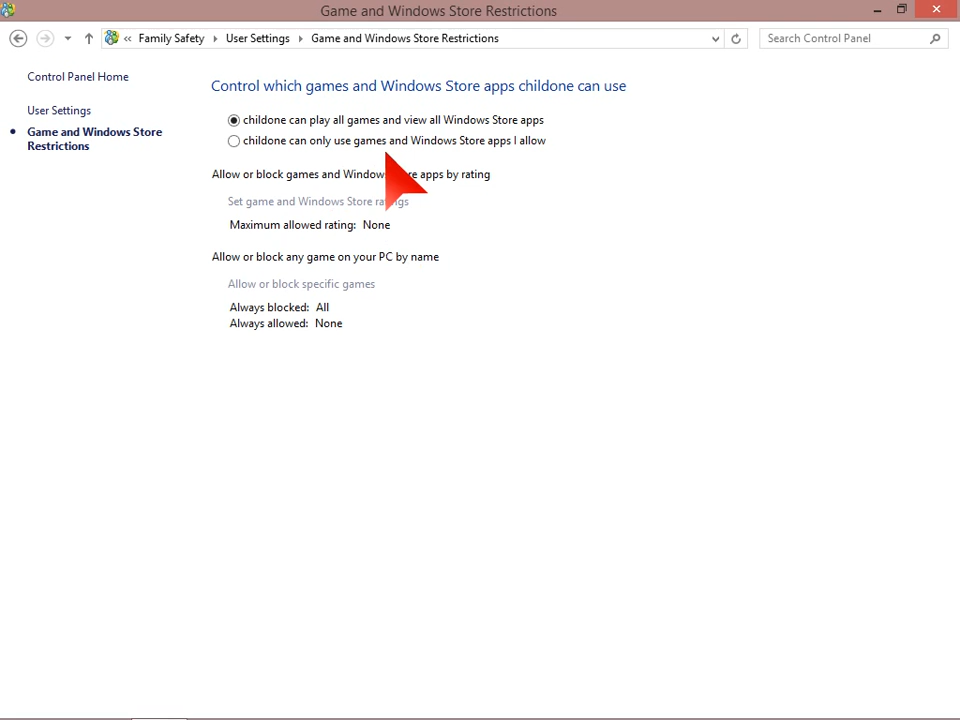 Game and Windows Store Restrictions
« Family Safety ▸ User Settings ▸ Game and Windows Store Restrictions
Search Control Panel
Control Panel Home
User Settings
Game and Windows Store
Restrictions
Control which games and Windows Store apps childone can use
childone can play all games and view all Windows Store apps
childone can only use games and Windows Store apps I allow
Allow or block games and Windows Store apps by rating
Set game and Windows Store ratings
Maximum allowed rating: None
Allow or block any game on your PC by name
Allow or block specific games
Always blocked: All
Always allowed: None